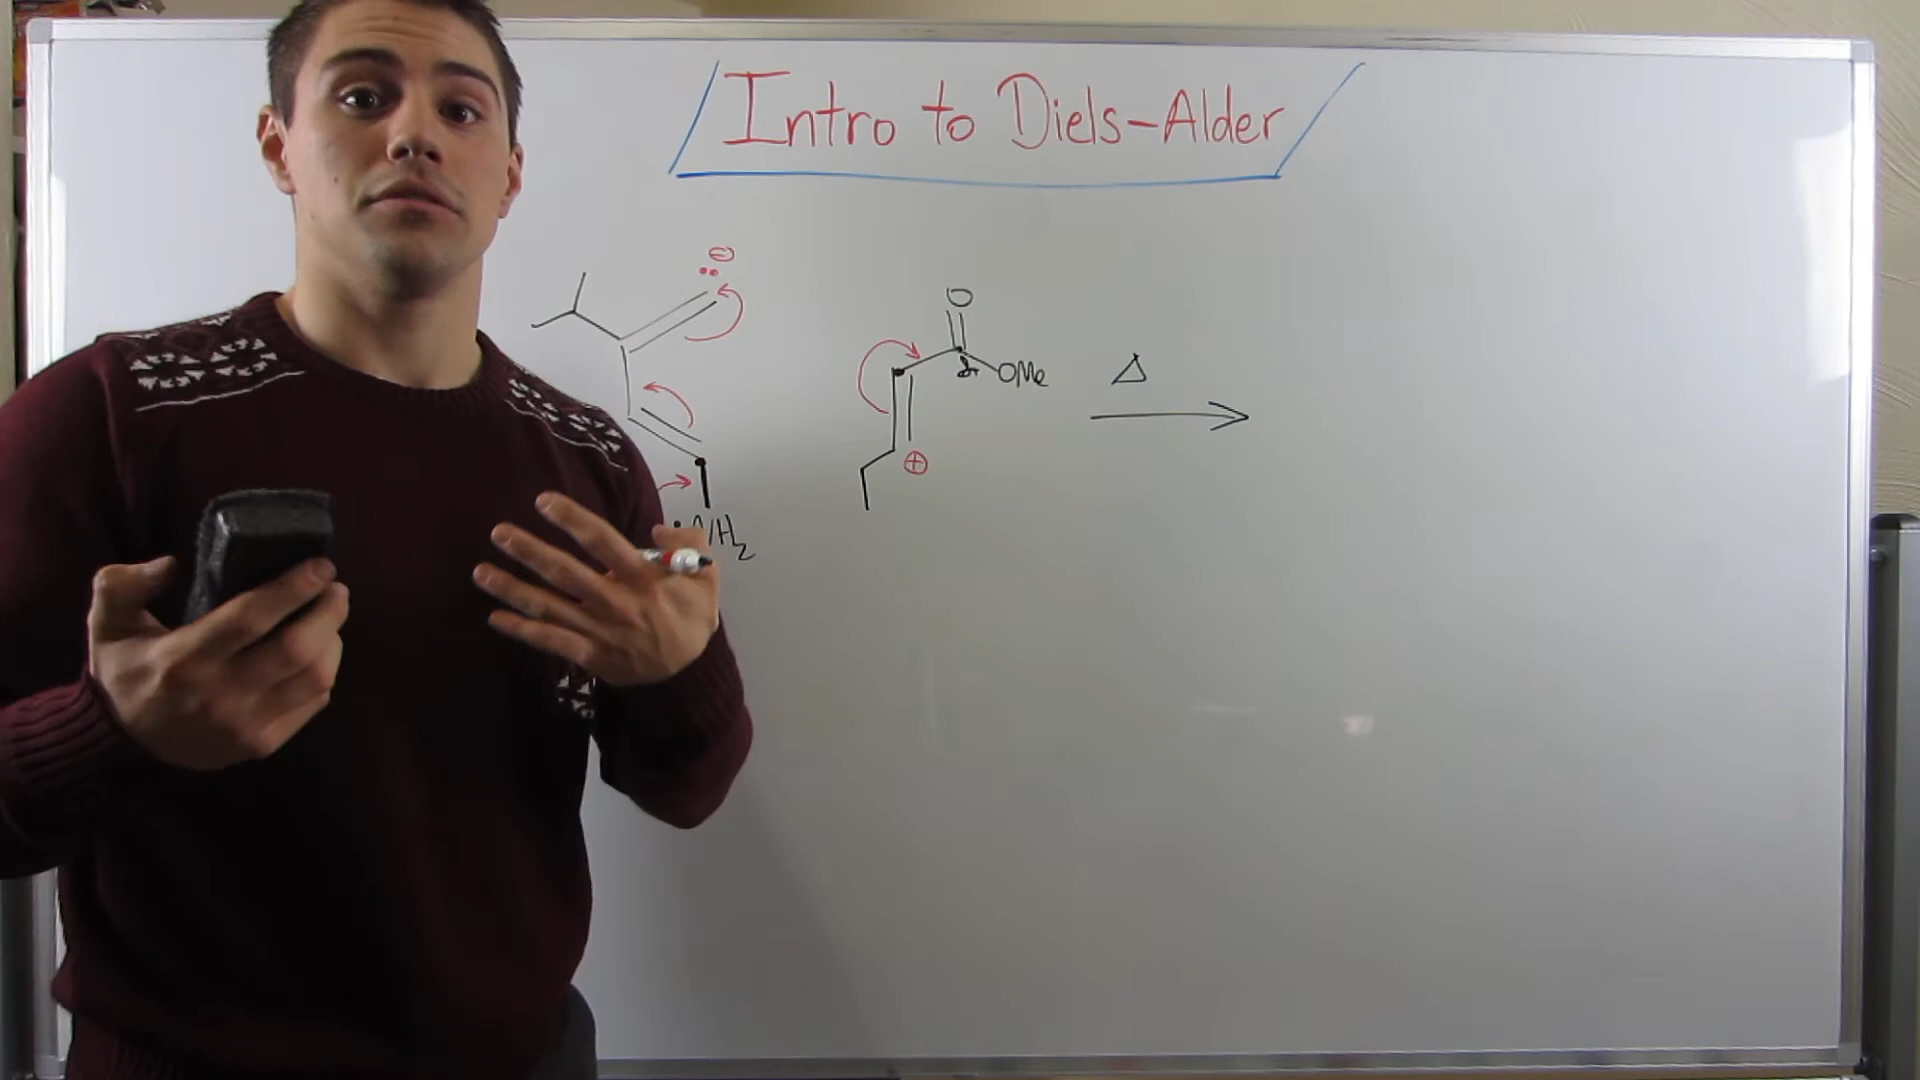 Intro to Diels-Alder
⊖
O
δ+
OMe
Δ
⊕
:NH₂